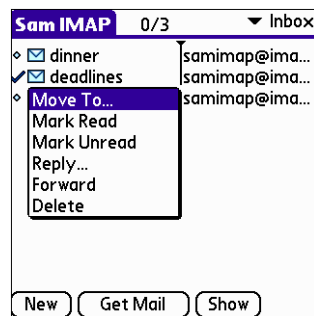 Sam IMAP 0/3 Inbox
dinner samimap@ima...
deadlines samimap@ima...
samimap@ima...
Move To...
Mark Read
Mark Unread
Reply...
Forward
Delete
New Get Mail Show